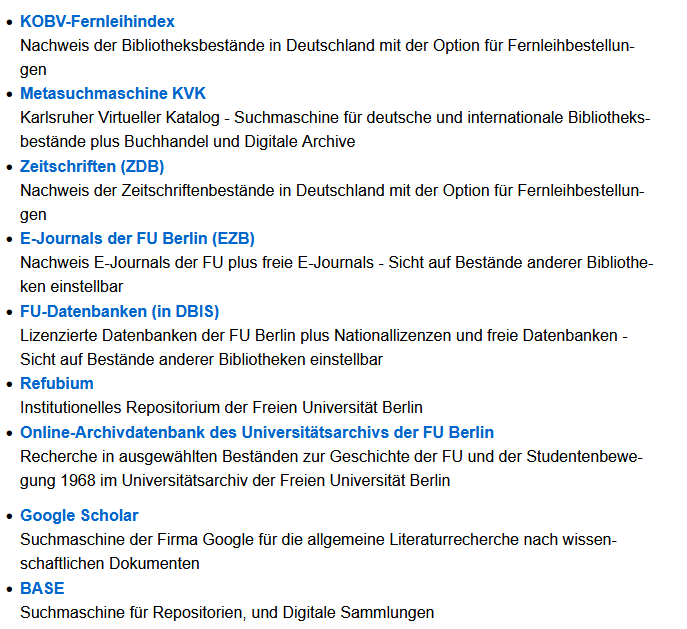 KOBV-Fernleihindex
Nachweis der Bibliotheksbestände in Deutschland mit der Option für Fernleihbestellun-
gen
Metasuchmaschine KVK
Karlsruher Virtueller Katalog - Suchmaschine für deutsche und internationale Bibliotheks-
bestände plus Buchhandel und Digitale Archive
Zeitschriften (ZDB)
Nachweis der Zeitschriftenbestände in Deutschland mit der Option für Fernleihbestellun-
gen
E-Journals der FU Berlin (EZB)
Nachweis E-Journals der FU plus freie E-Journals - Sicht auf Bestände anderer Bibliothe-
ken einstellbar
FU-Datenbanken (in DBIS)
Lizenzierte Datenbanken der FU Berlin plus Nationallizenzen und freie Datenbanken -
Sicht auf Bestände anderer Bibliotheken einstellbar
Refubium
Institutionelles Repositorium der Freien Universität Berlin
Online-Archivdatenbank des Universitätsarchivs der FU Berlin
Recherche in ausgewählten Beständen zur Geschichte der FU und der Studentenbewe-
gung 1968 im Universitätsarchiv der Freien Universität Berlin
Google Scholar
Suchmaschine der Firma Google für die allgemeine Literaturrecherche nach wissen-
schaftlichen Dokumenten
BASE
Suchmaschine für Repositorien, und Digitale Sammlungen